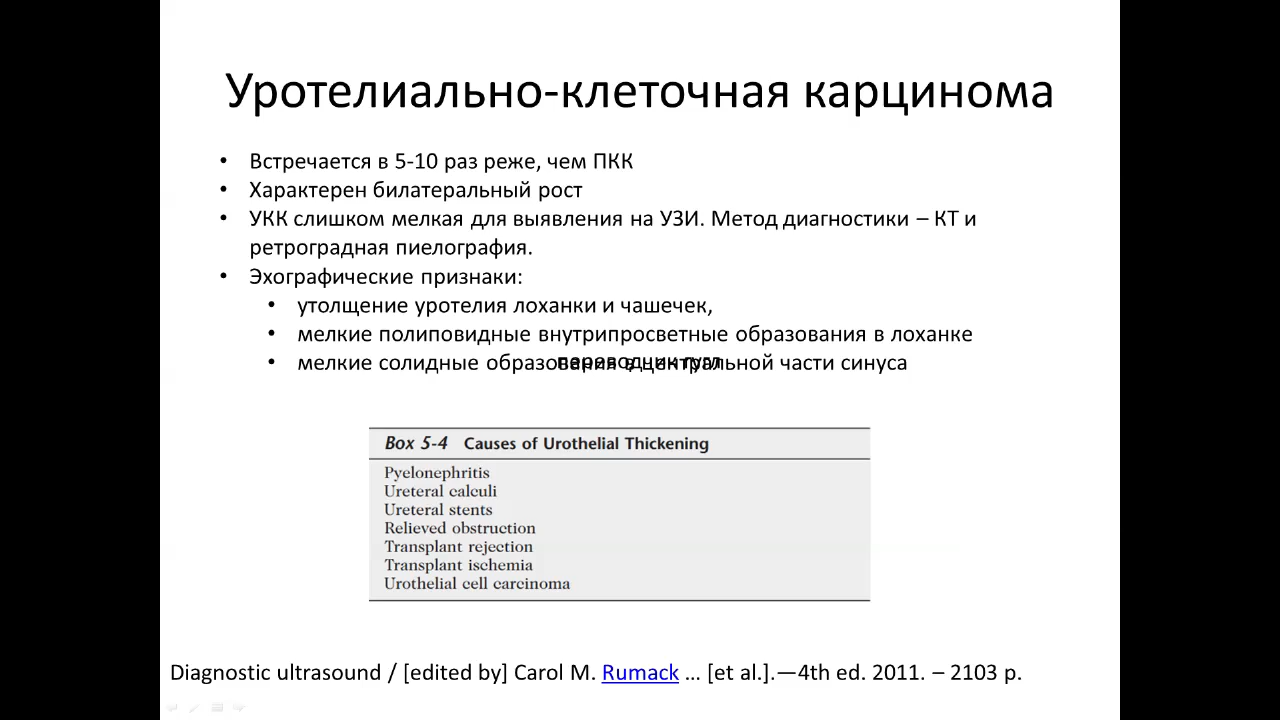 Уротелиально-клеточная карцинома
• Встречается в 5-10 раз реже, чем ПКК
• Характерен билатеральный рост
• УКК слишком мелкая для выявления на УЗИ. Метод диагностики – КТ и
ретроградная пиелография.
• Эхографические признаки:
• утолщение уротелия лоханки и чашечек,
• мелкие полиповидные внутрипросветные образования в лоханке
• мелкие солидные образования в центральной части синуса
переводчик гугл
Box 5-4 Causes of Urothelial Thickening
Pyelonephritis
Ureteral calculi
Ureteral stents
Relieved obstruction
Transplant rejection
Transplant ischemia
Urothelial cell carcinoma
Diagnostic ultrasound / [edited by] Carol M. Rumack … [et al.].—4th ed. 2011. – 2103 p.